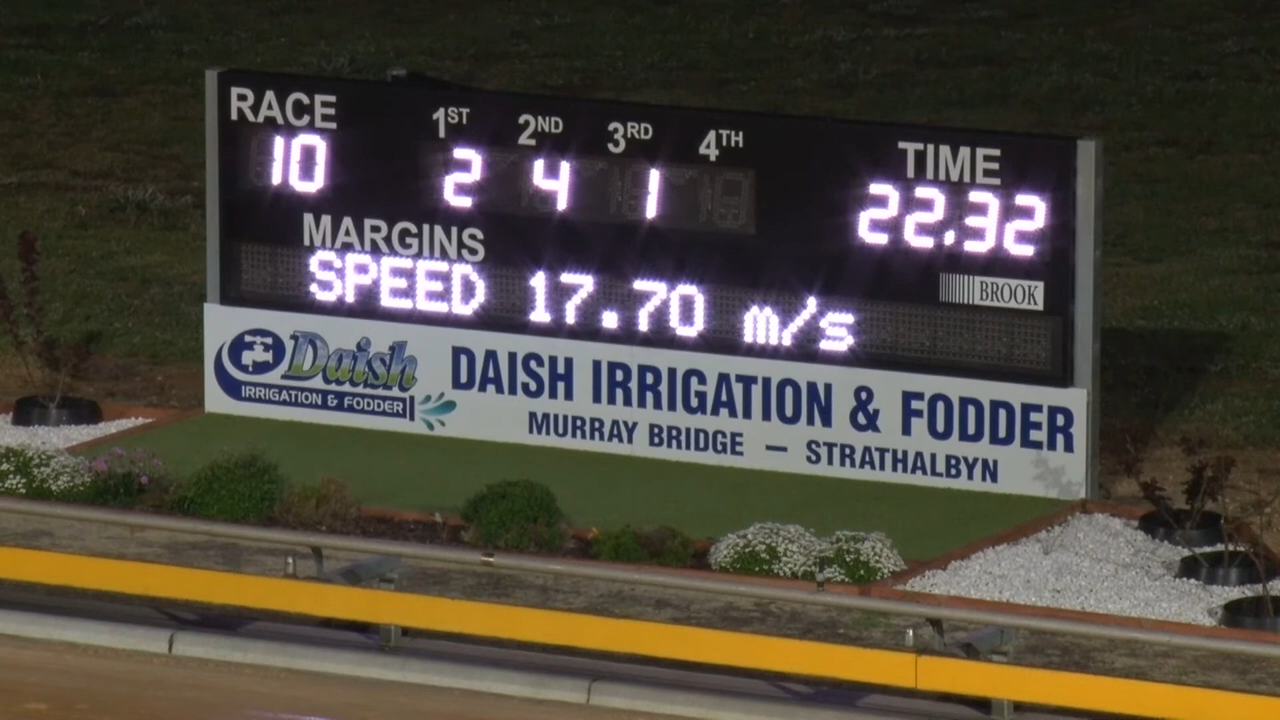 RACE 1ST 2ND 3RD 4TH TIME
10 2 4 1 22.32
MARGINS
SPEED 17.70 m/s
BROOK
Daish
IRRIGATION & FODDER
DAISH IRRIGATION & FODDER
MURRAY BRIDGE – STRATHALBYN